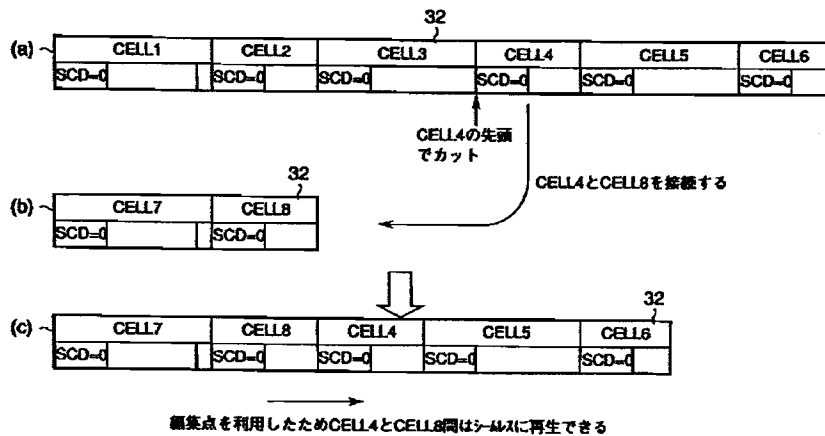 32
(a) CELL1 CELL2 CELL3 CELL4 CELL5 CELL6
SCD=0 SCD=0 SCD=0 SCD=0 SCD=0 SCD=0
CELL4の先頭
でカット
CELL4とCELL8を接続する
32
(b) CELL7 CELL8
SCD=0 SCD=0
32
(c) CELL7 CELL8 CELL4 CELL5 CELL6
SCD=0 SCD=0 SCD=0 SCD=0 SCD=0
編集点を利用したためCELL4とCELL8間はシームレスに再生できる